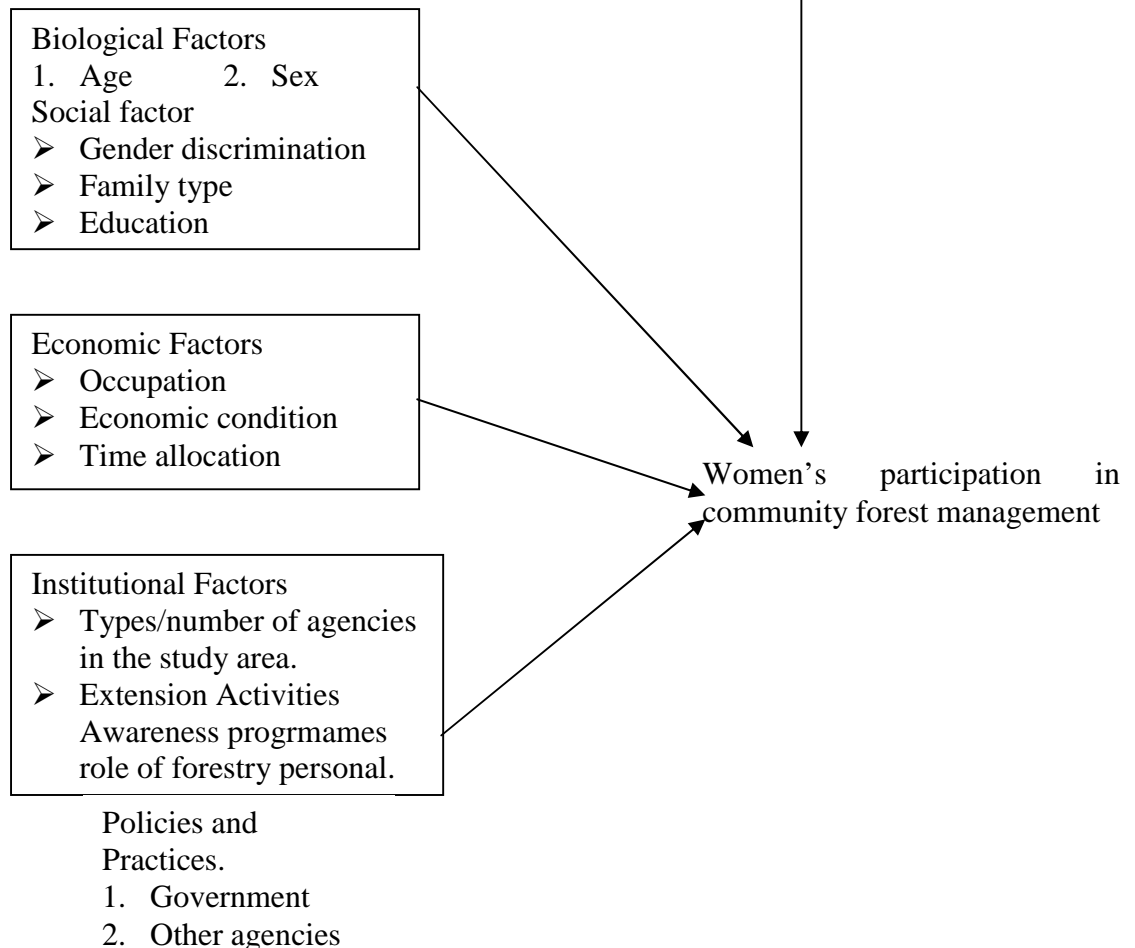 Biological Factors
1. Age 2. Sex
Social factor
➢ Gender discrimination
➢ Family type
➢ Education
Economic Factors
➢ Occupation
➢ Economic condition
➢ Time allocation
Women’s participation in
community forest management
Institutional Factors
➢ Types/number of agencies
in the study area.
➢ Extension Activities
Awareness progrmames
role of forestry personal.
Policies and
Practices.
1. Government
2. Other agencies